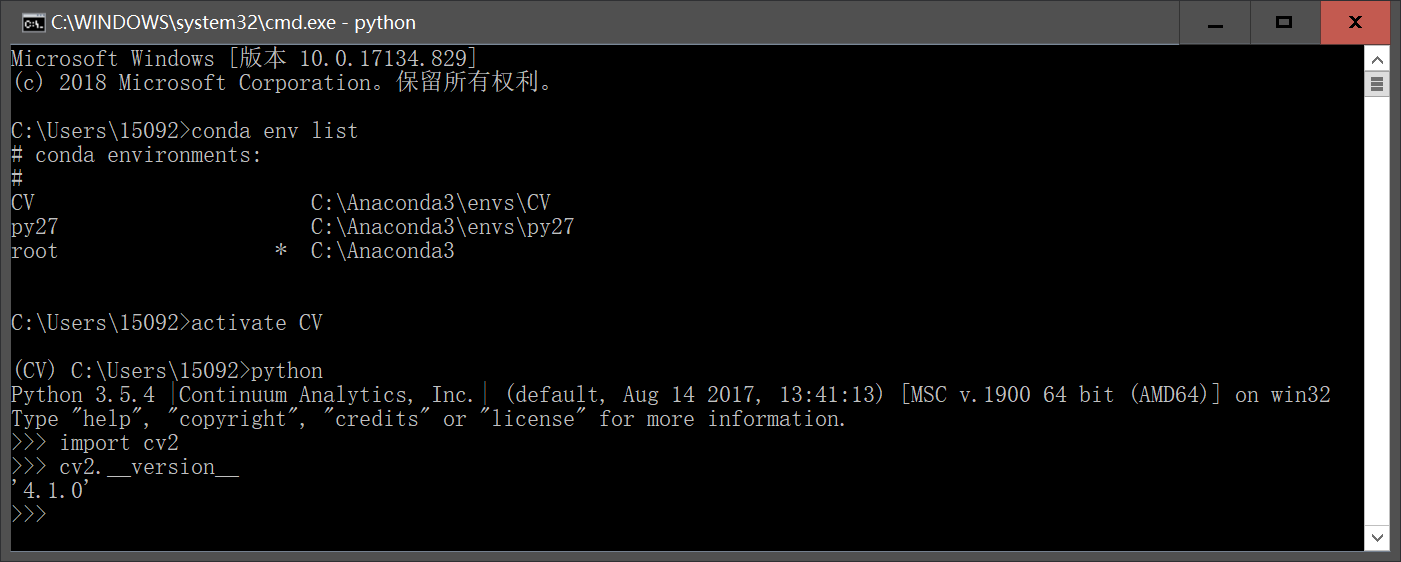 C:\WINDOWS\system32\cmd.exe - python
Microsoft Windows [版本 10.0.17134.829]
(c) 2018 Microsoft Corporation。保留所有权利。
C:\Users\15092>conda env list
# conda environments:
#
CV                       C:\Anaconda3\envs\CV
py27                     C:\Anaconda3\envs\py27
root                  *  C:\Anaconda3
C:\Users\15092>activate CV
(CV) C:\Users\15092>python
Python 3.5.4 |Continuum Analytics, Inc.| (default, Aug 14 2017, 13:41:13) [MSC v.1900 64 bit (AMD64)] on win32
Type "help", "copyright", "credits" or "license" for more information.
>>> import cv2
>>> cv2.__version__
'4.1.0'
>>>